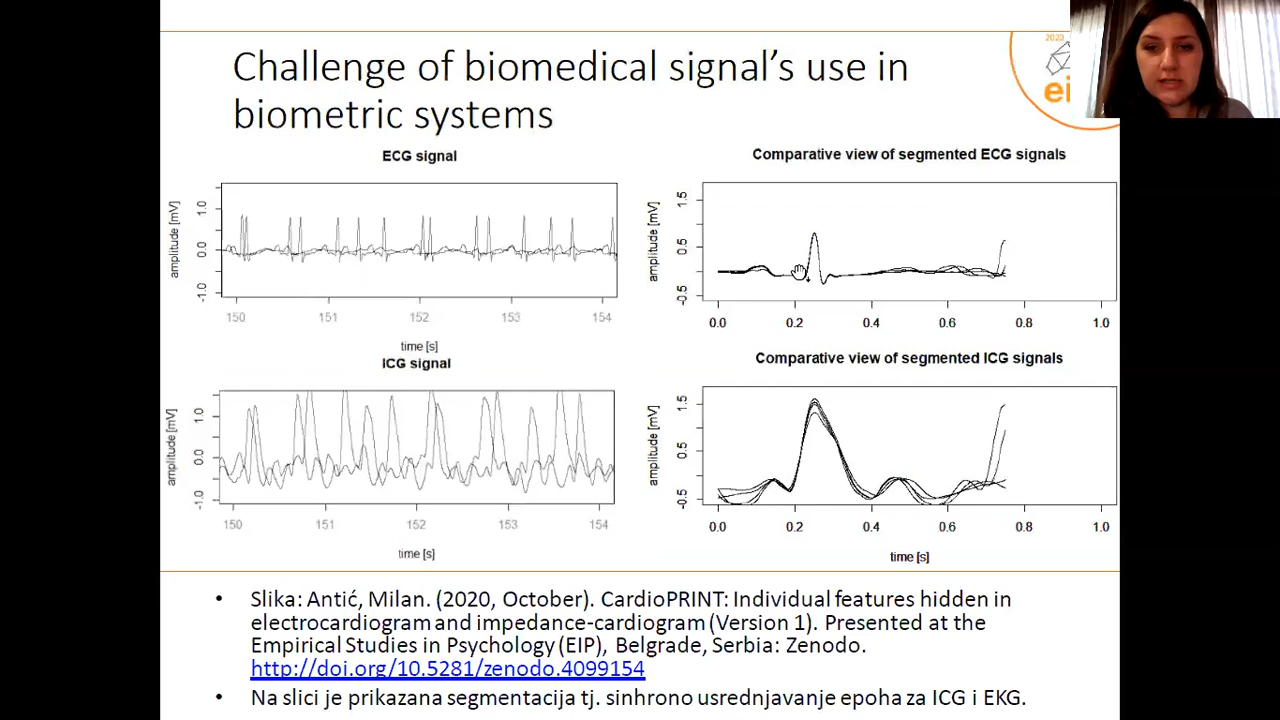 Challenge of biomedical signal's use in
biometric systems
2023
ei
ECG signal
amplitude [mV]
1.0
0.0
-1.0
150 151 152 153 154
time [s]
Comparative view of segmented ECG signals
amplitude [mV]
1.5
0.5
-0.5
0.0 0.2 0.4 0.6 0.8 1.0
ICG signal
amplitude [mV]
1.0
0.0
-1.0
150 151 152 153 154
time [s]
Comparative view of segmented ICG signals
amplitude [mV]
1.5
0.5
-0.5
0.0 0.2 0.4 0.6 0.8 1.0
time [s]
• Slika: Antić, Milan. (2020, October). CardioPRINT: Individual features hidden in
electrocardiogram and impedance-cardiogram (Version 1). Presented at the
Empirical Studies in Psychology (EIP), Belgrade, Serbia: Zenodo.
http://doi.org/10.5281/zenodo.4099154
• Na slici je prikazana segmentacija tj. sinhrono usrednjavanje epoha za ICG i EKG.